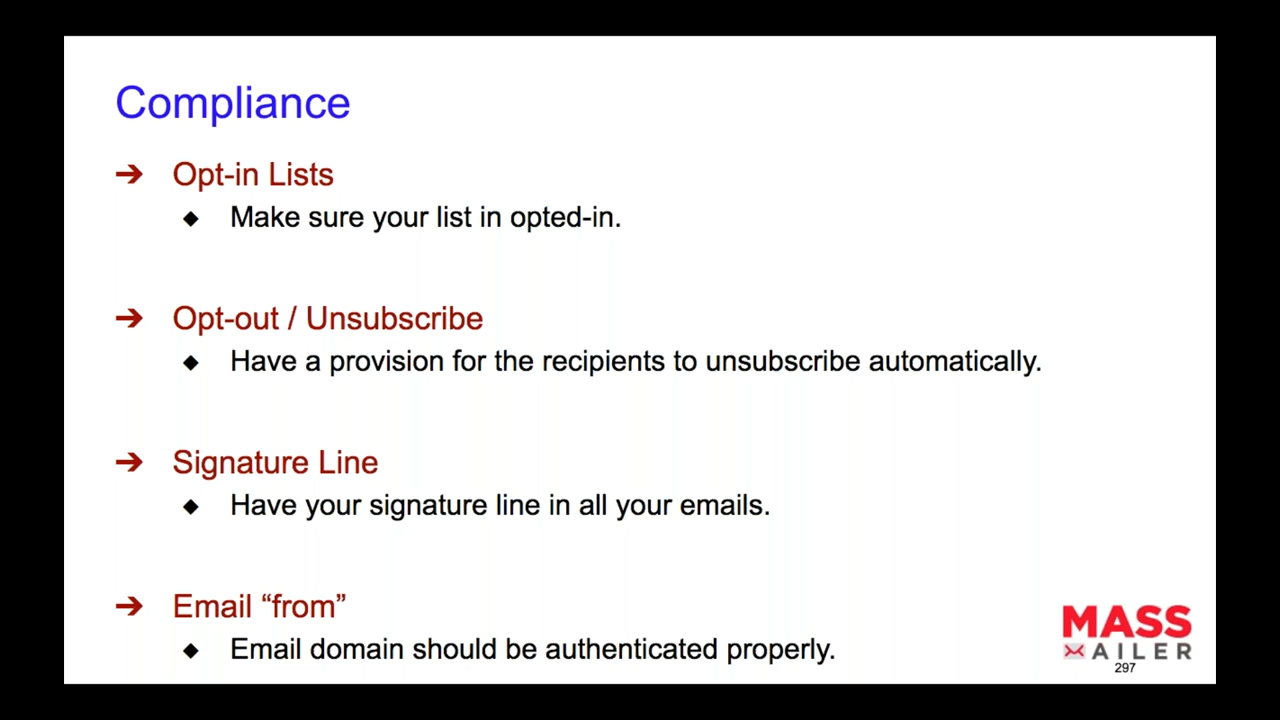 Compliance
➔ Opt-in Lists
◆ Make sure your list in opted-in.
➔ Opt-out / Unsubscribe
◆ Have a provision for the recipients to unsubscribe automatically.
➔ Signature Line
◆ Have your signature line in all your emails.
➔ Email “from”
◆ Email domain should be authenticated properly.
MASS
MAILER
297